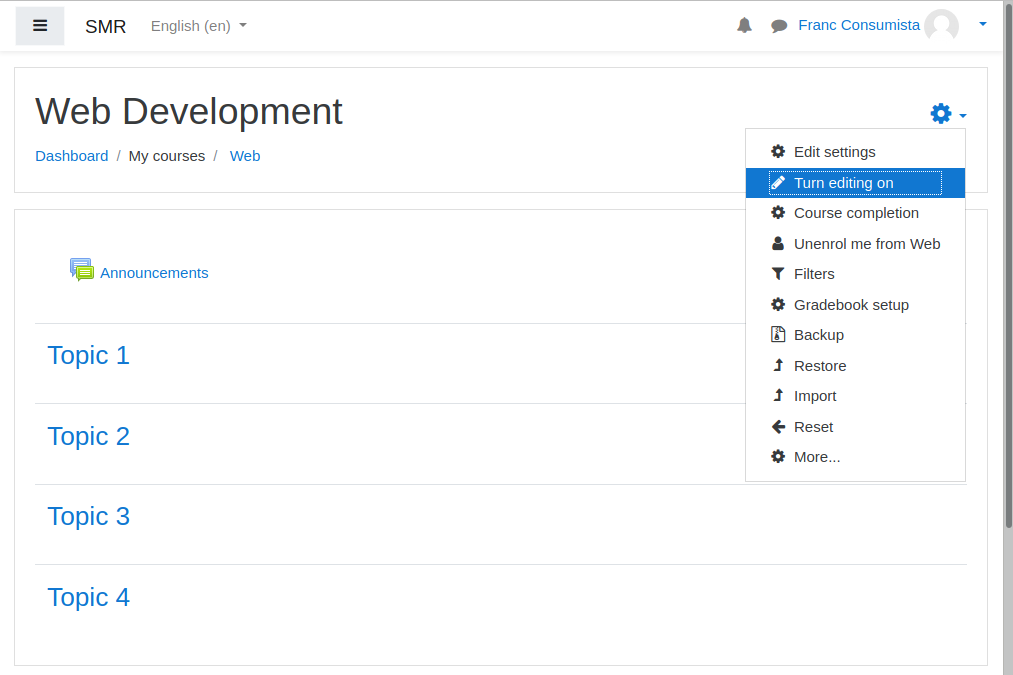 SMR English (en) Franc Consumista
Web Development
Dashboard / My courses / Web
Edit settings
Turn editing on
Course completion
Unenrol me from Web
Filters
Gradebook setup
Backup
Restore
Import
Reset
More...
Announcements
Topic 1
Topic 2
Topic 3
Topic 4